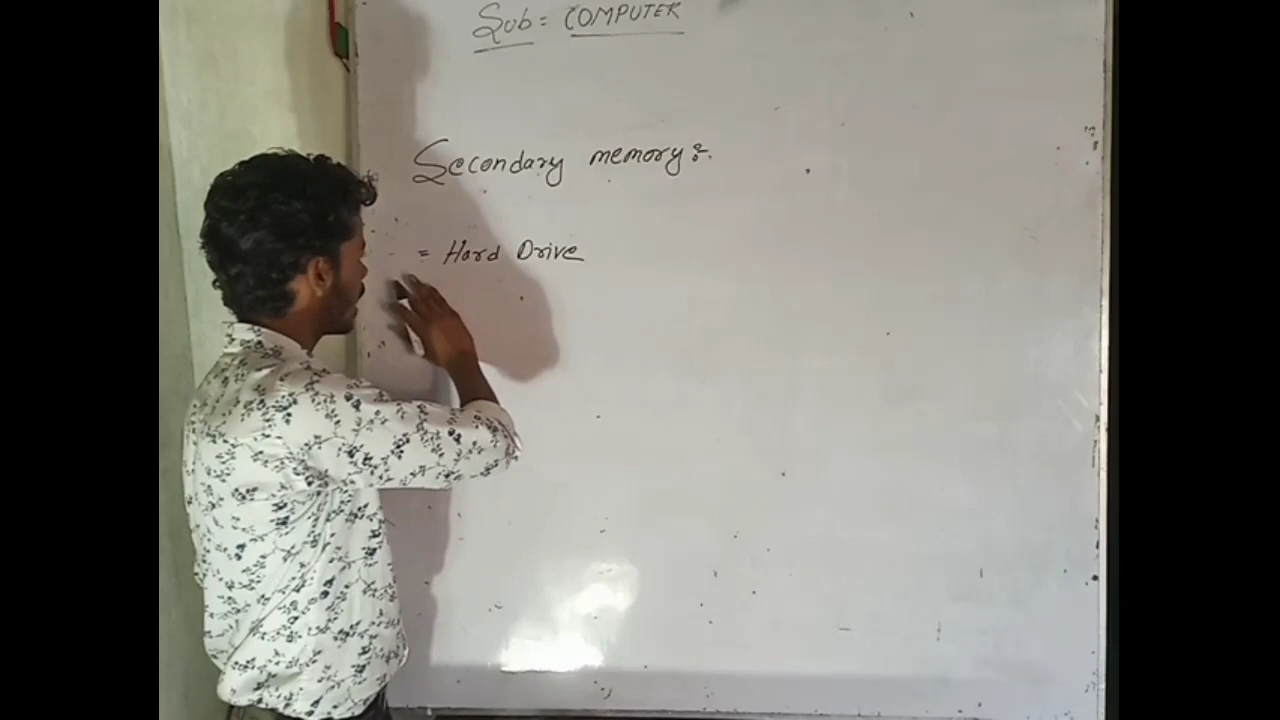 Sub = COMPUTER
Secondary memory :-
= Hard Drive